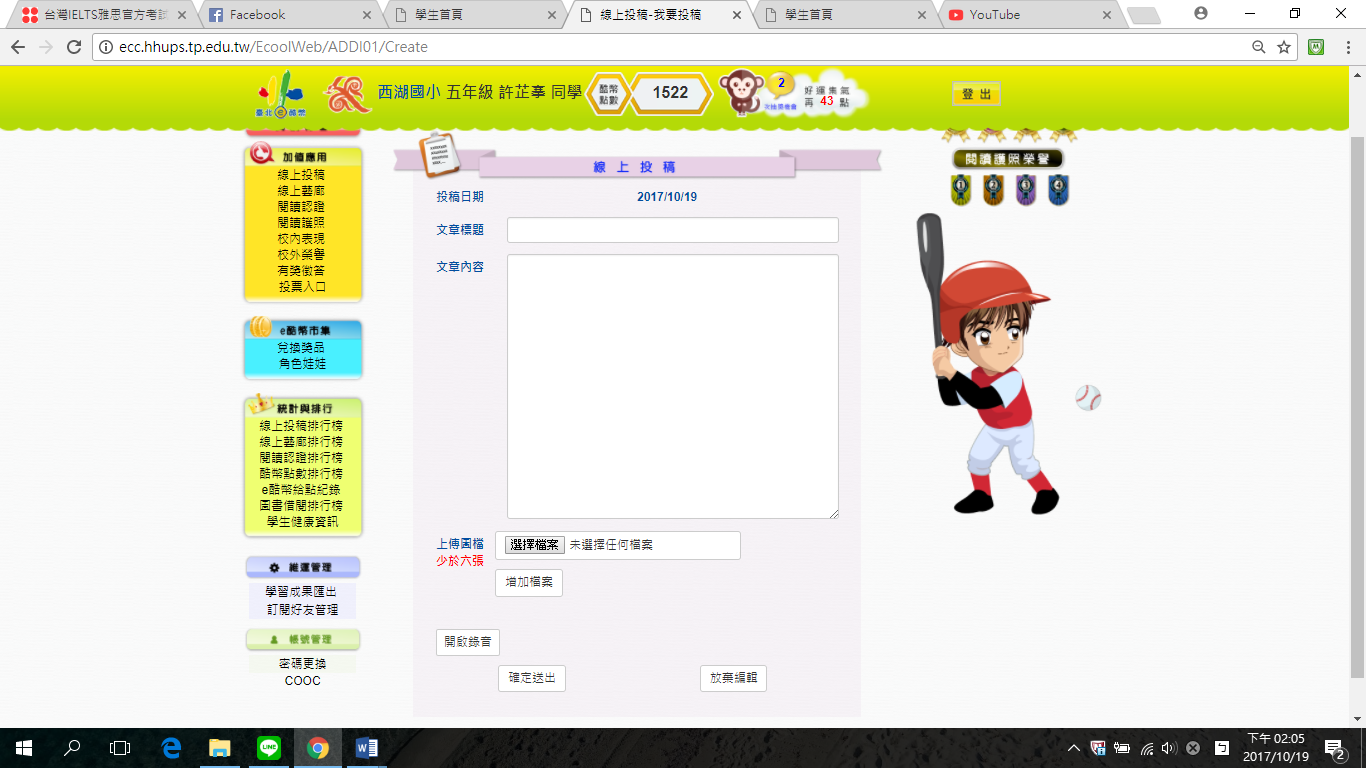 台灣IELTS雅思官方考試
Facebook
學生首頁
線上投稿-我要投稿
學生首頁
YouTube
ecc.hhups.tp.edu.tw/EcoolWeb/ADDI01/Create
臺北e酷幣
西湖國小 五年級 許芷搴 同學
酷幣
點數
1522
2
好運集氣
再 43 點
登出
加值應用
線上投稿
線上藝廊
閱讀認證
閱讀護照
校內表現
校外榮譽
有獎徵答
投票入口
e酷幣市集
兌換獎品
角色娃娃
統計與排行
線上投稿排行榜
線上藝廊排行榜
閱讀認證排行榜
酷幣點數排行榜
e酷幣給點紀錄
圖書借閱排行榜
學生健康資訊
維運管理
學習成果匯出
訂閱好友管理
帳號管理
密碼更換
COOC
線上投稿
投稿日期
2017/10/19
文章標題
文章內容
上傳圖檔
少於六張
選擇檔案 未選擇任何檔案
增加檔案
開啟錄音
確定送出
放棄編輯
閱讀護照榮譽
1 2 3 4
LINE
下午 02:05
2017/10/19
2